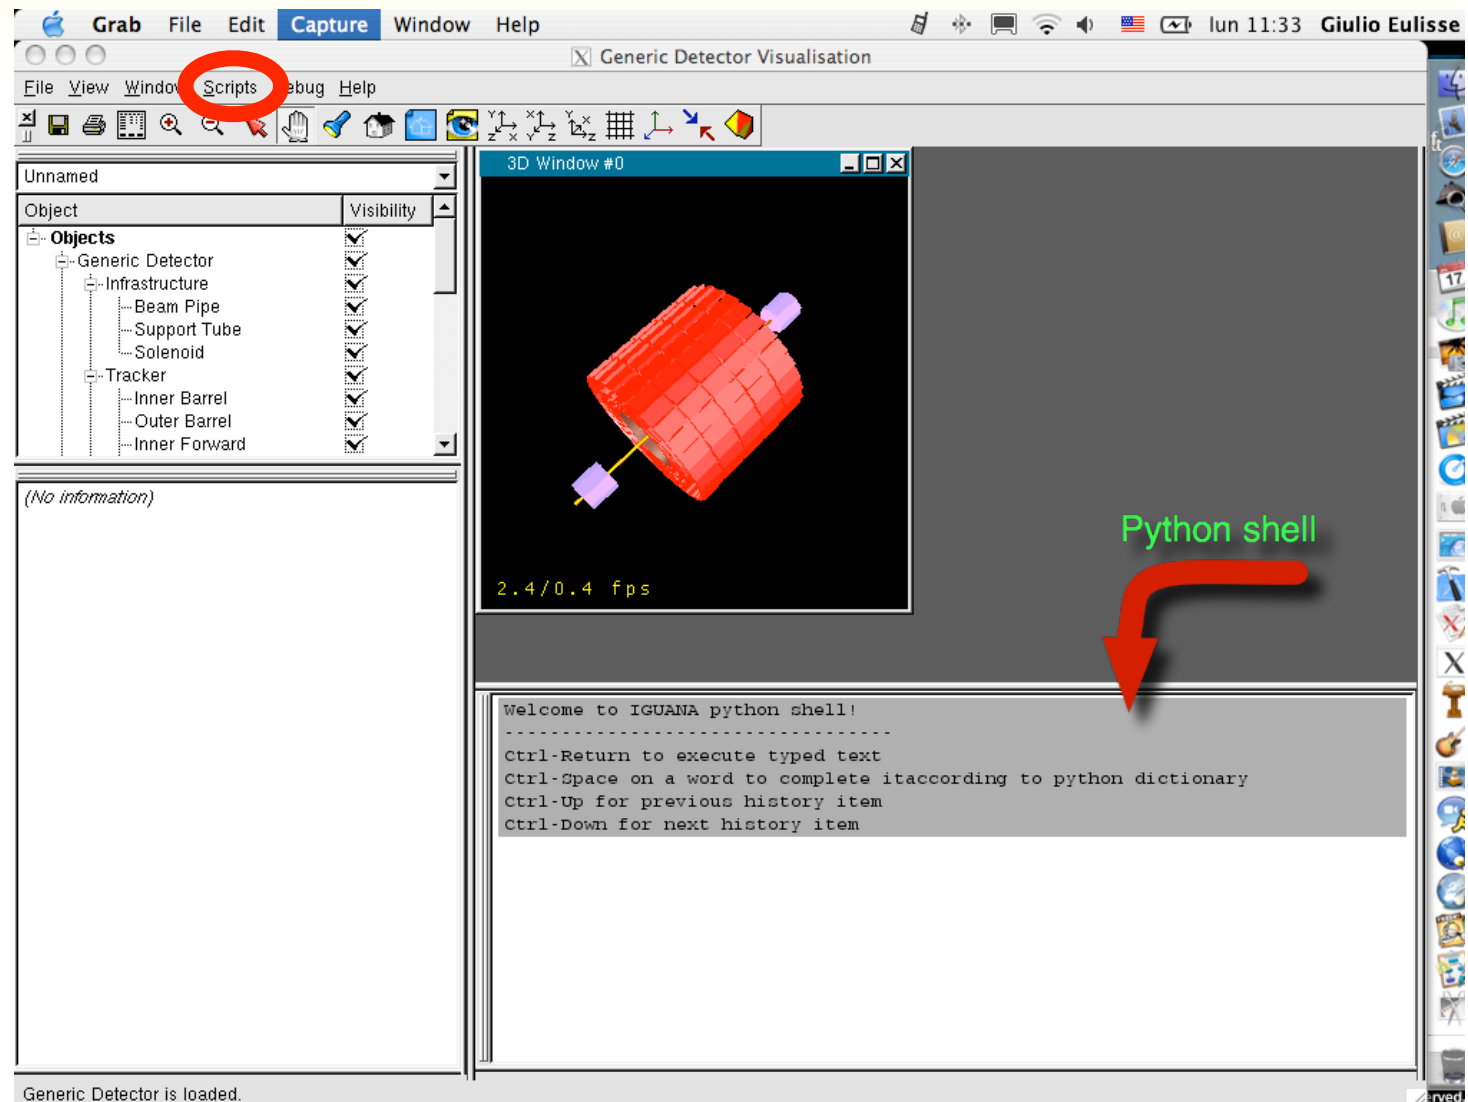 Grab File Edit Capture Window Help lun 11:33 Giulio Eulisse
X Generic Detector Visualisation
File View Window Scripts ebug Help
Unnamed
Object Visibility
Objects
Generic Detector
Infrastructure
Beam Pipe
Support Tube
Solenoid
Tracker
Inner Barrel
Outer Barrel
Inner Forward
(No information)
3D Window #0
2.4/0.4 fps
Python shell
Welcome to IGUANA python shell!
----------------------------------
Ctrl-Return to execute typed text
Ctrl-Space on a word to complete itaccording to python dictionary
Ctrl-Up for previous history item
Ctrl-Down for next history item
Generic Detector is loaded.
17
X